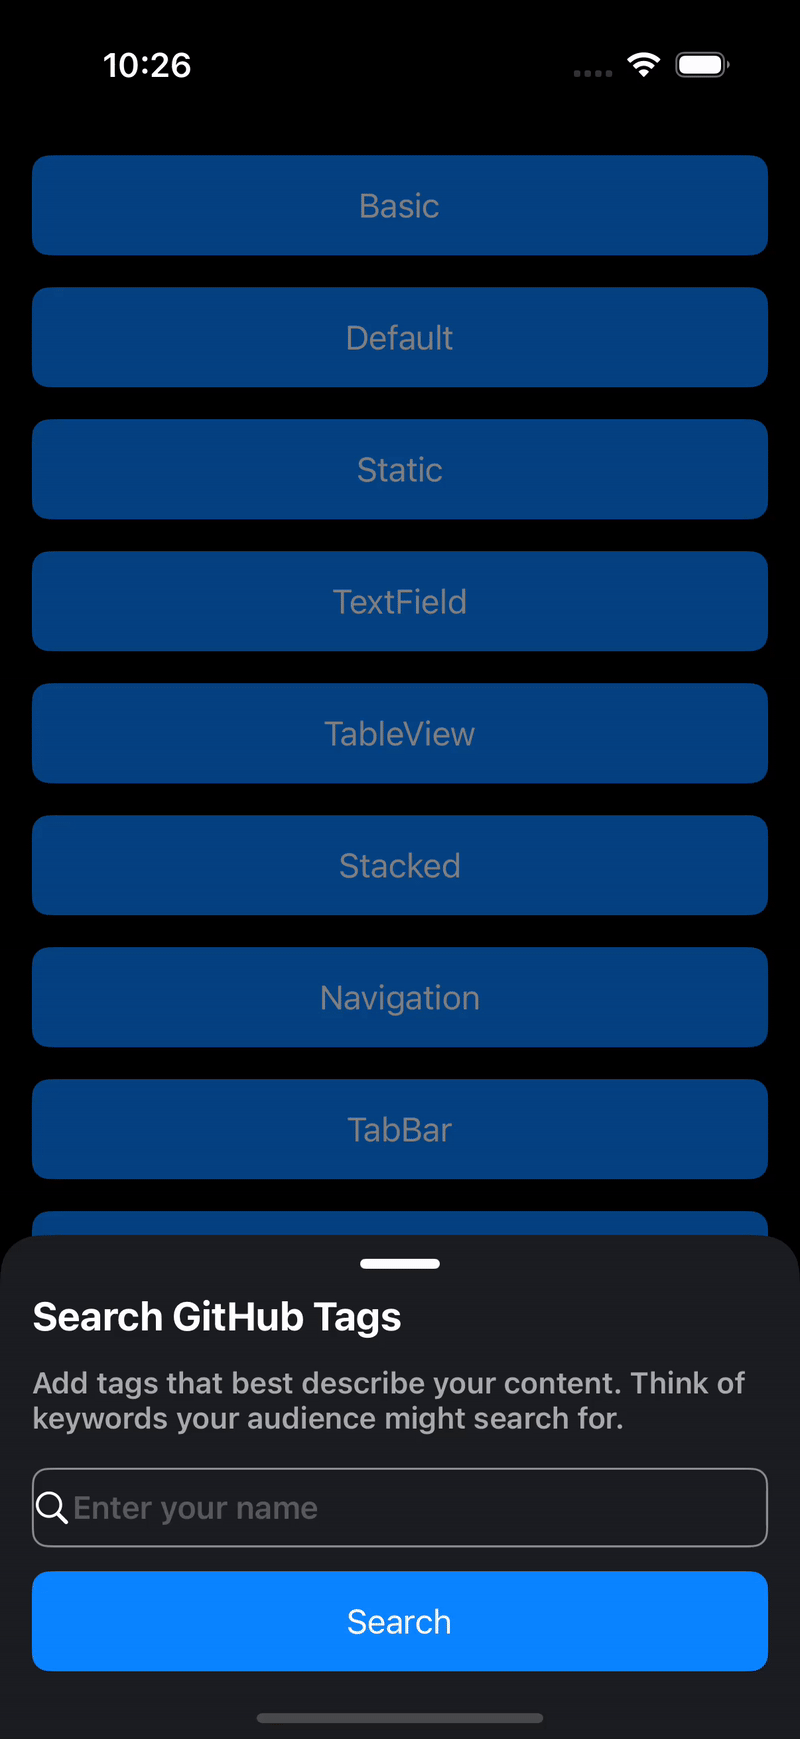 10:26
Basic
Default
Static
TextField
TableView
Stacked
Navigation
TabBar
Search GitHub Tags
Add tags that best describe your content. Think of
keywords your audience might search for.
Enter your name
Search